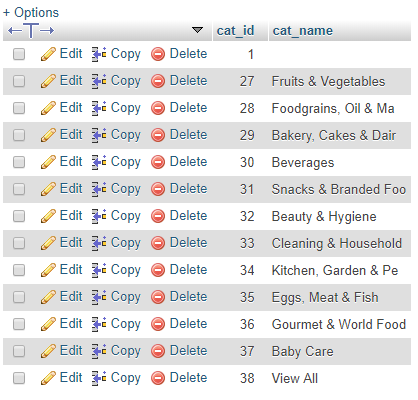 + Options
←T→ cat_id cat_name
Edit Copy Delete 1
Edit Copy Delete 27 Fruits & Vegetables
Edit Copy Delete 28 Foodgrains, Oil & Ma
Edit Copy Delete 29 Bakery, Cakes & Dair
Edit Copy Delete 30 Beverages
Edit Copy Delete 31 Snacks & Branded Foo
Edit Copy Delete 32 Beauty & Hygiene
Edit Copy Delete 33 Cleaning & Household
Edit Copy Delete 34 Kitchen, Garden & Pe
Edit Copy Delete 35 Eggs, Meat & Fish
Edit Copy Delete 36 Gourmet & World Food
Edit Copy Delete 37 Baby Care
Edit Copy Delete 38 View All